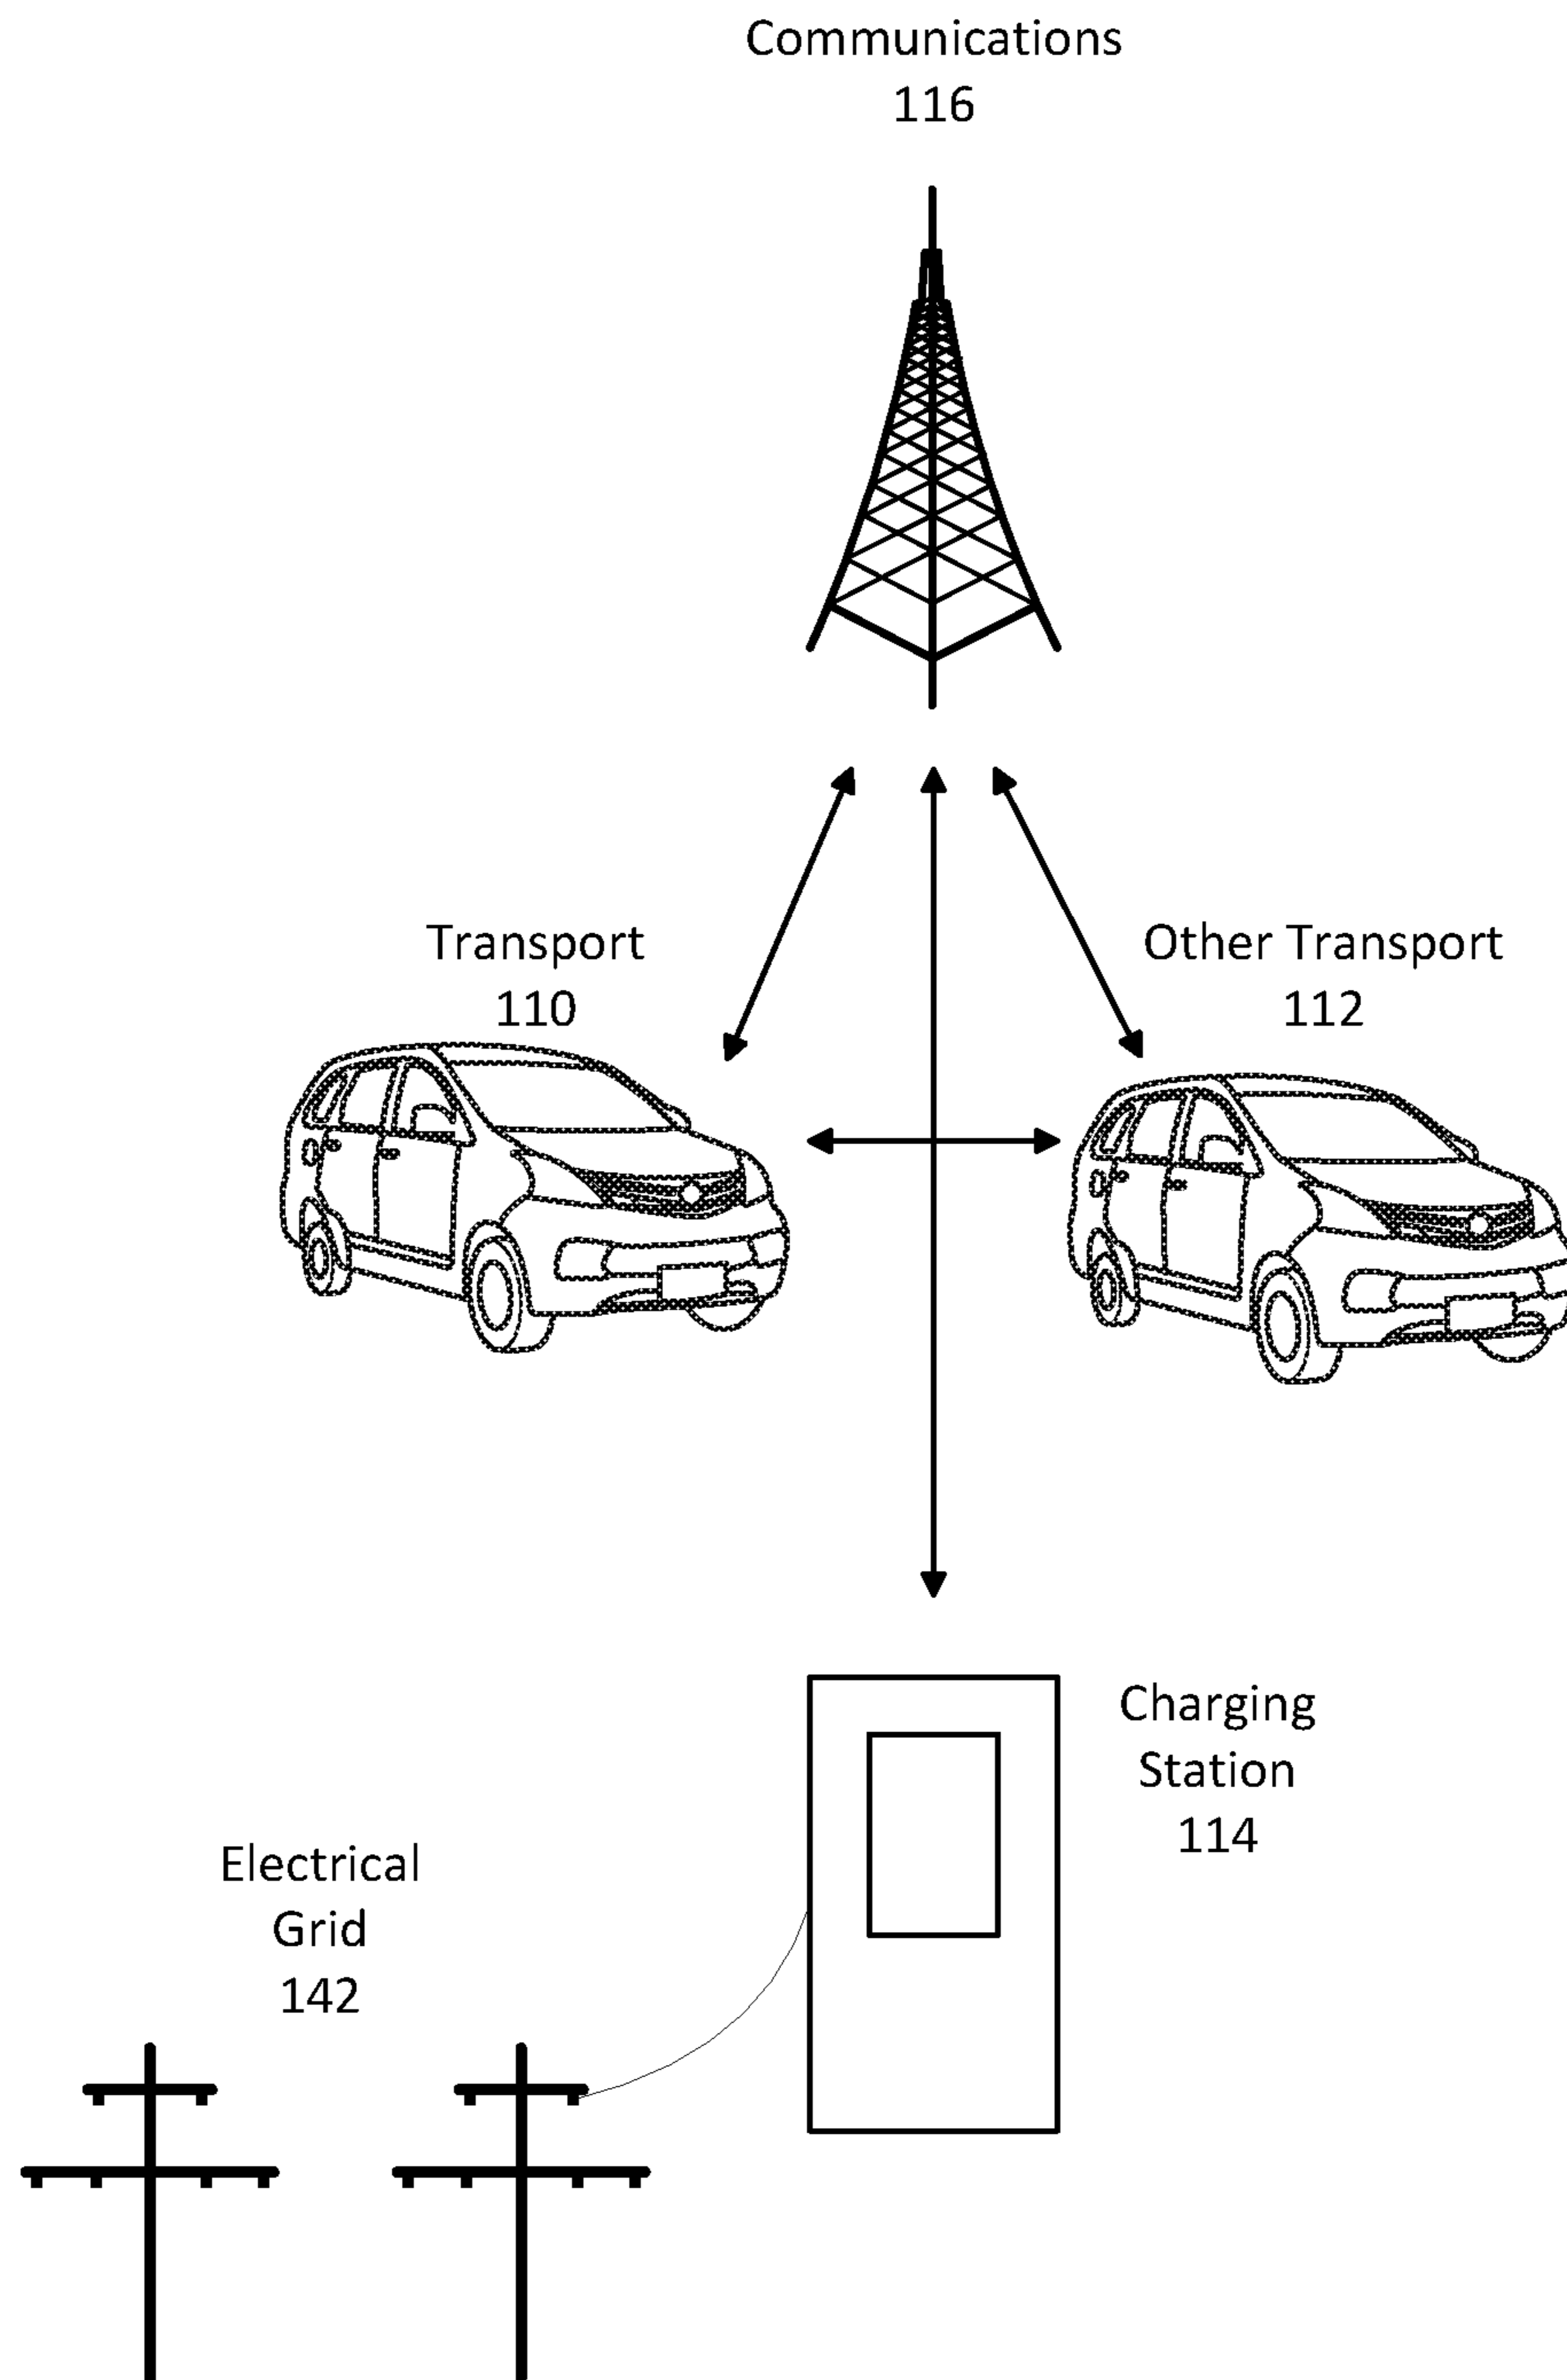 Communications
116
Transport
110
Other Transport
112
Charging
Station
114
Electrical
Grid
142